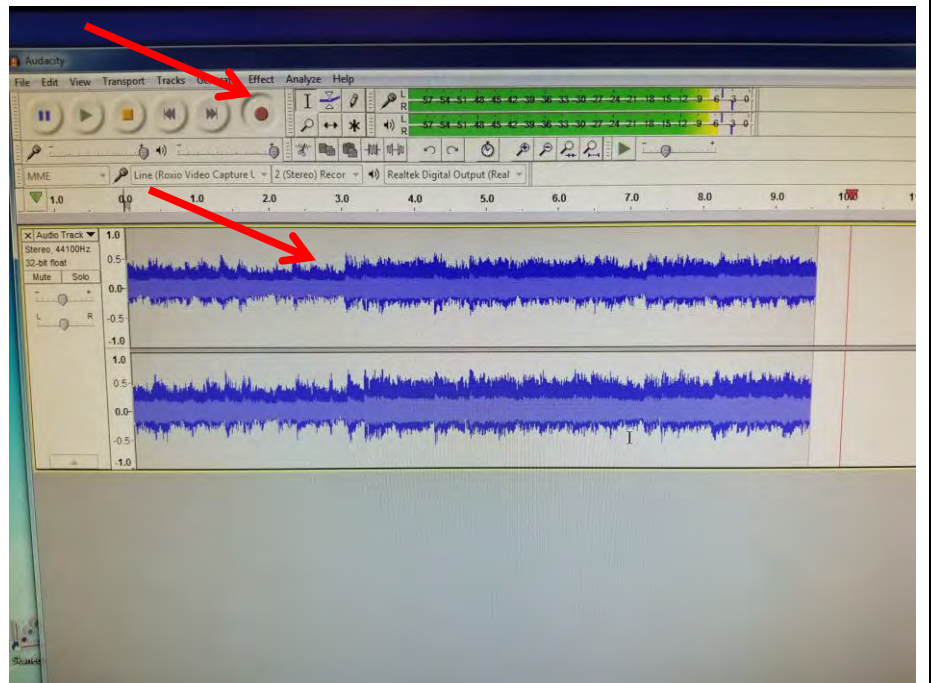 Audacity
File Edit View Transport Tracks Effect Analyze Help
L
R
-57 -54 -51 -48 -45 -42 -39 -36 -33 -30 -27 -24 -21 -18 -15 -12 -9 -6 -3 0
L
R
-57 -54 -51 -48 -45 -42 -39 -36 -33 -30 -27 -24 -21 -18 -15 -12 -9 -6 -3 0
MME Line (Roxio Video Capture 2 (Stereo) Recor Realtek Digital Output (Real
1.0 0.0 1.0 2.0 3.0 4.0 5.0 6.0 7.0 8.0 9.0
X Audio Track 1.0
Stereo, 44100Hz
32-bit float 0.5
Mute Solo
- + 0.0
L R -0.5
-1.0
1.0
0.5
0.0
-0.5
-1.0